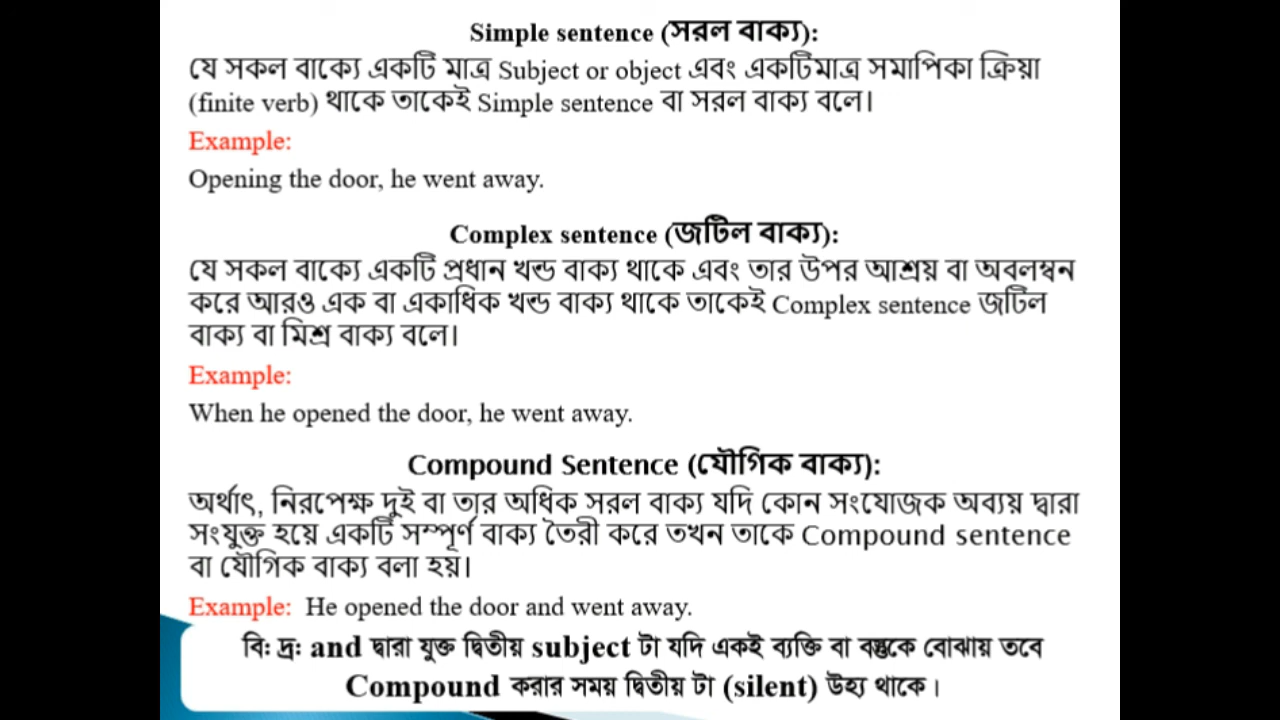 Simple sentence (সরল বাক্য):
যে সকল বাক্যে একটি মাত্র Subject or object এবং একটিমাত্র সমাপিকা ক্রিয়া
(finite verb) থাকে তাকেই Simple sentence বা সরল বাক্য বলে।
Example:
Opening the door, he went away.
Complex sentence (জটিল বাক্য):
যে সকল বাক্যে একটি প্রধান খন্ড বাক্য থাকে এবং তার উপর আশ্রয় বা অবলম্বন
করে আরও এক বা একাধিক খন্ড বাক্য থাকে তাকেই Complex sentence জটিল
বাক্য বা মিশ্র বাক্য বলে।
Example:
When he opened the door, he went away.
Compound Sentence (যৌগিক বাক্য):
অর্থাৎ, নিরপেক্ষ দুই বা তার অধিক সরল বাক্য যদি কোন সংযোজক অব্যয় দ্বারা
সংযুক্ত হয়ে একটি সম্পূর্ণ বাক্য তৈরী করে তখন তাকে Compound sentence
বা যৌগিক বাক্য বলা হয়।
Example: He opened the door and went away.
বিঃ দ্রঃ and দ্বারা যুক্ত দ্বিতীয় subject টা যদি একই ব্যক্তি বা বস্তুকে বোঝায় তবে
Compound করার সময় দ্বিতীয় টা (silent) উহ্য থাকে।